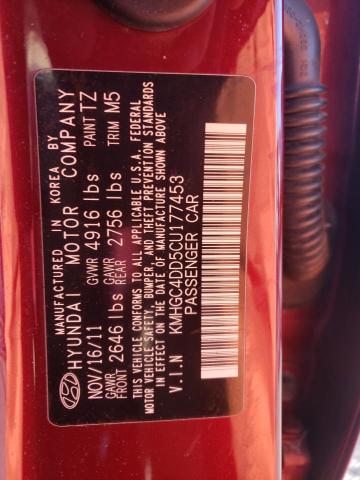 MANUFACTURED IN KOREA BY
HYUNDAI MOTOR COMPANY
NOV/16/11 GVWR 4916 lbs PAINT TZ
GAWR FRONT 2646 lbs GAWR REAR 2756 lbs TRIM M5
THIS VEHICLE CONFORMS TO ALL APPLICABLE U.S.A. FEDERAL
MOTOR VEHICLE SAFETY, BUMPER, AND THEFT PREVENTION STANDARDS
IN EFFECT ON THE DATE OF MANUFACTURE SHOWN ABOVE.
V.I.N KMHGC4DD5CU177453
PASSENGER CAR